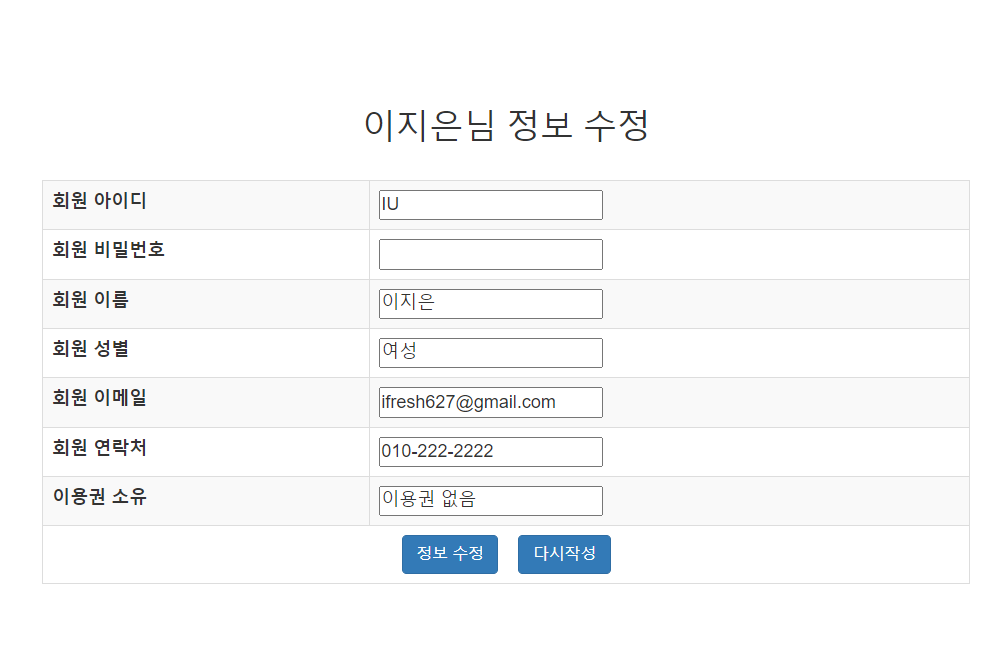 이지은님 정보 수정
회원 아이디 IU
회원 비밀번호
회원 이름 이지은
회원 성별 여성
회원 이메일 ifresh627@gmail.com
회원 연락처 010-222-2222
이용권 소유 이용권 없음
정보 수정 다시작성